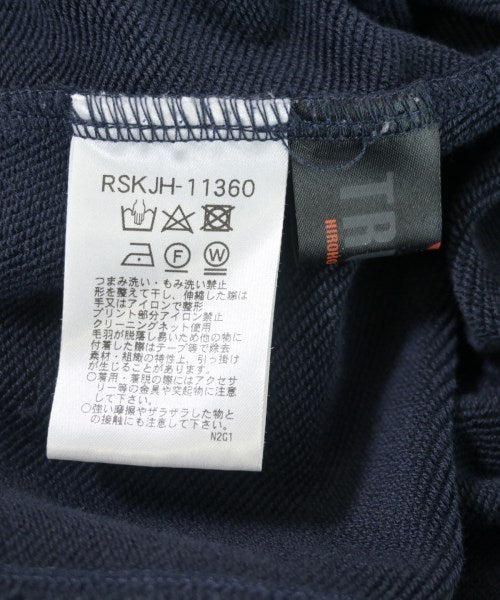 RSKJH-11360
F W
つまみ洗い・もみ洗い禁止
形を整えて干し、伸縮した際は
手又はアイロンで整形
プリント部分アイロン禁止
クリーニングネット使用
毛羽が脱落し易いため他の物に
付着した際はテープ等で除去
素材・組織の特性上、引っ掛け
が生じることがあります。
○着用・着脱の際にはアクセサ
リー等の金具や突起物に注意
して下さい。
○強い摩擦やザラザラした物と
の接触にも注意して下さい。
N2G1
TR
HIROKO